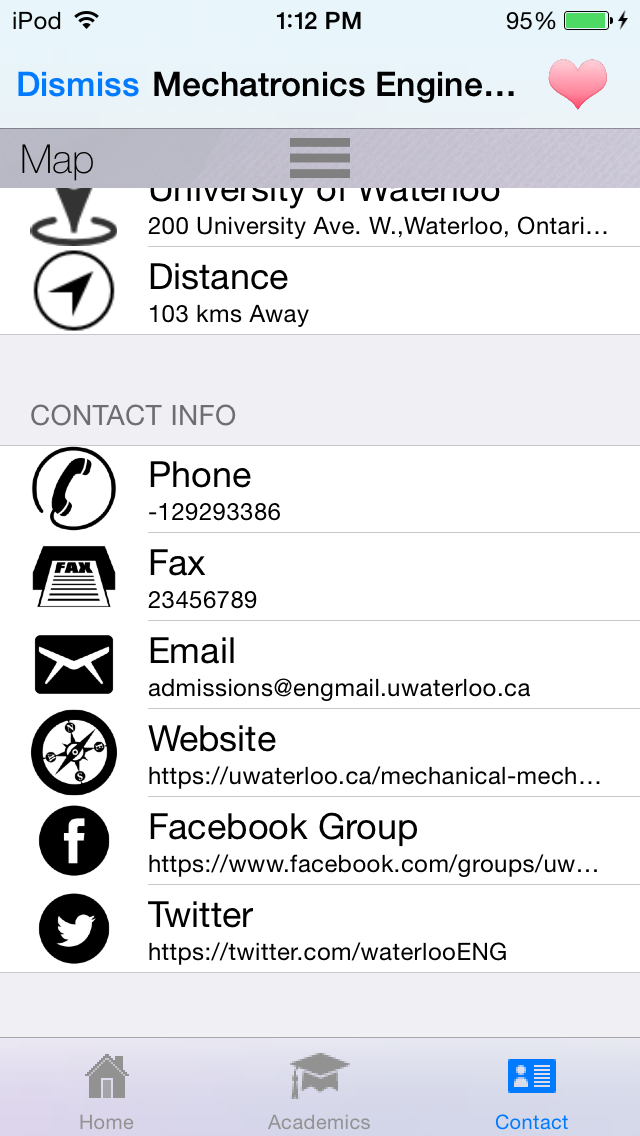 iPod 1:12 PM 95%
Dismiss Mechatronics Engine...
Map
University of Waterloo
200 University Ave. W.,Waterloo, Ontari...
Distance
103 kms Away
CONTACT INFO
Phone
-129293386
FAX
Fax
23456789
Email
admissions@engmail.uwaterloo.ca
Website
https://uwaterloo.ca/mechanical-mech...
Facebook Group
https://www.facebook.com/groups/uw...
Twitter
https://twitter.com/waterlooENG
Home Academics Contact